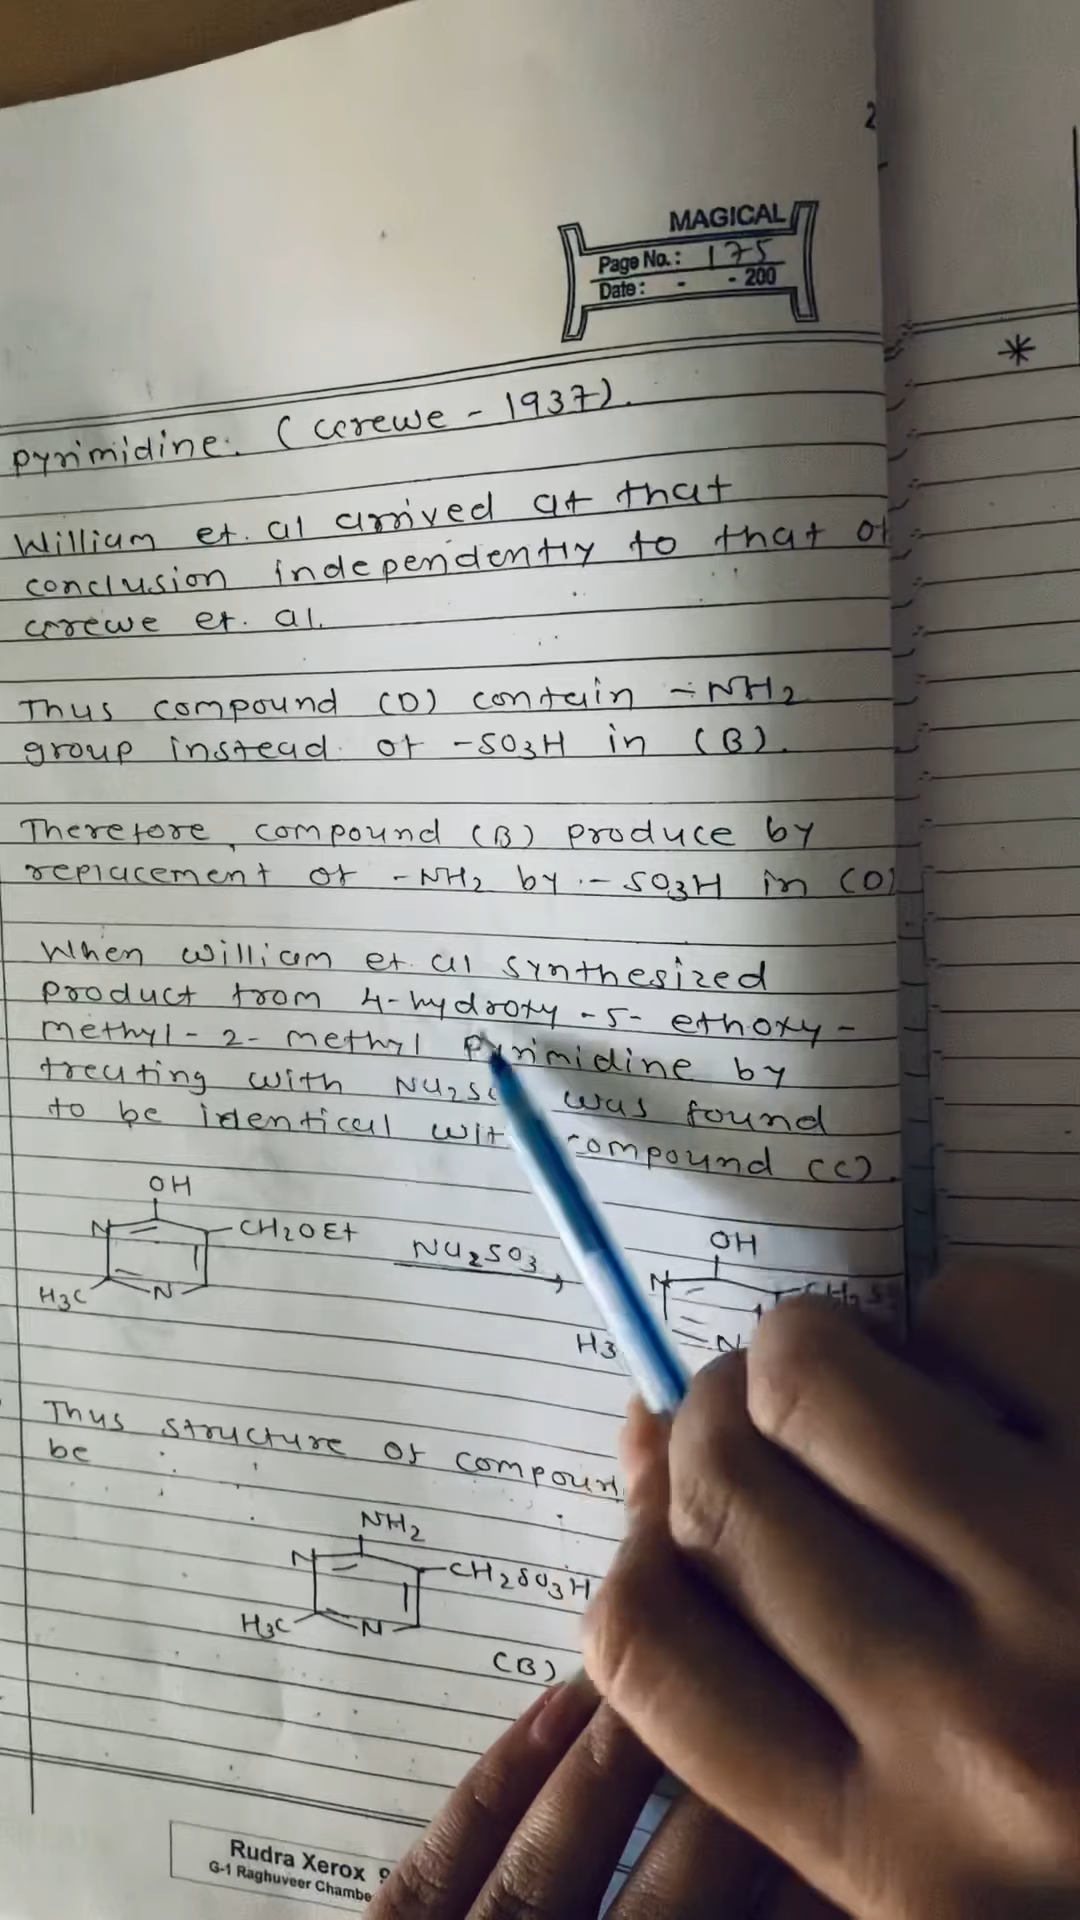 2
MAGICAL
Page No.: 175
Date: - - 200
*
pyrimidine. (Grewe - 1937).
William et. al arrived at that
conclusion independently to that of
Grewe et. al.
Thus compound (D) contain -NH2
group instead of -SO3H in (B).
Therefore, compound (B) produce by
replacement of -NH2 by -SO3H in (D)
When william et. al synthesized
product from 4-hydroxy -5- ethoxy-
methyl-2-methyl pyrimidine by
treating with was found
to be identical compound (C).
OH
N CH2OEt
H3C N
Na2SO3
OH
N
H3 N
Thus structure of
be
NH2
N CH2SO3H
H3C N
(B)
Rudra Xerox
G-1 Raghuveer